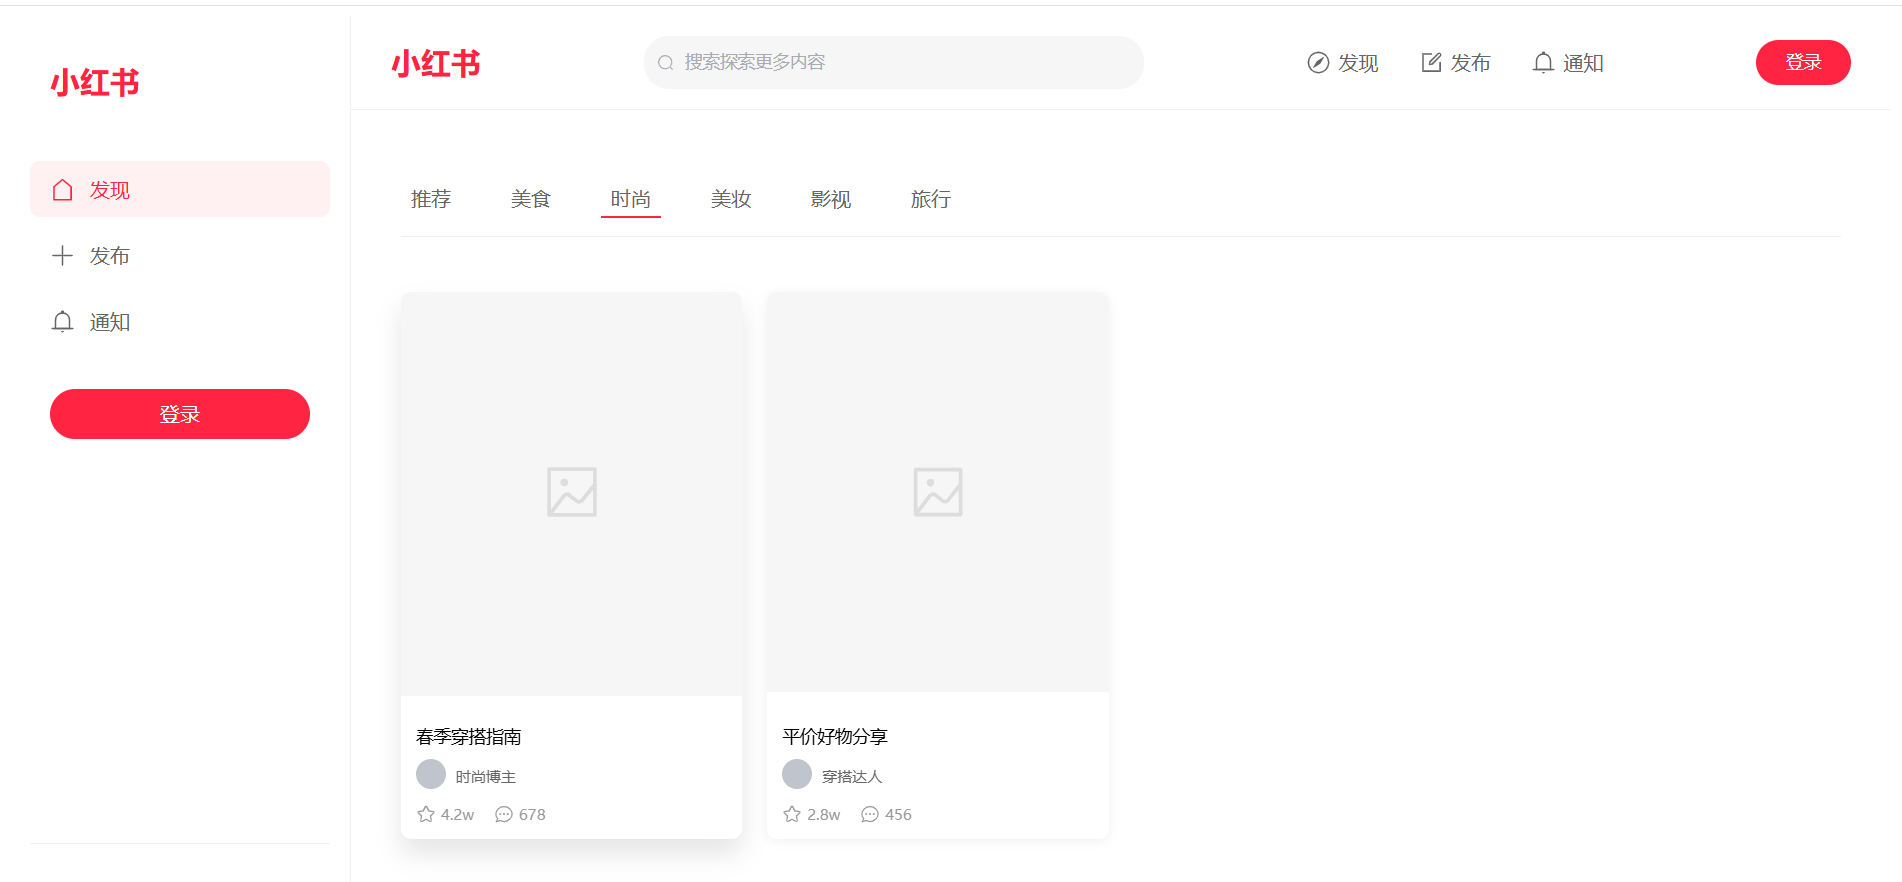 小红书
发现
发布
通知
登录
小红书
搜索探索更多内容
发现
发布
通知
登录
推荐
美食
时尚
美妆
影视
旅行
春季穿搭指南
时尚博主
4.2w
678
平价好物分享
穿搭达人
2.8w
456